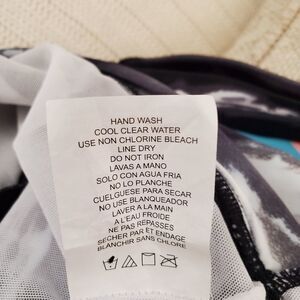 HAND WASH
COOL CLEAR WATER
USE NON CHLORINE BLEACH
LINE DRY
DO NOT IRON
LAVAS A MANO
SOLO CON AGUA FRIA
NO LO PLANCHE
CUELGUESE PARA SECAR
NO USE BLANQUEADOR
LAVER A LA MAIN
A L'EAU FROIDE
NE PAS REPASSES
SECHER PAR ET ENDAGE
BLANCHIR SANS CHLORE